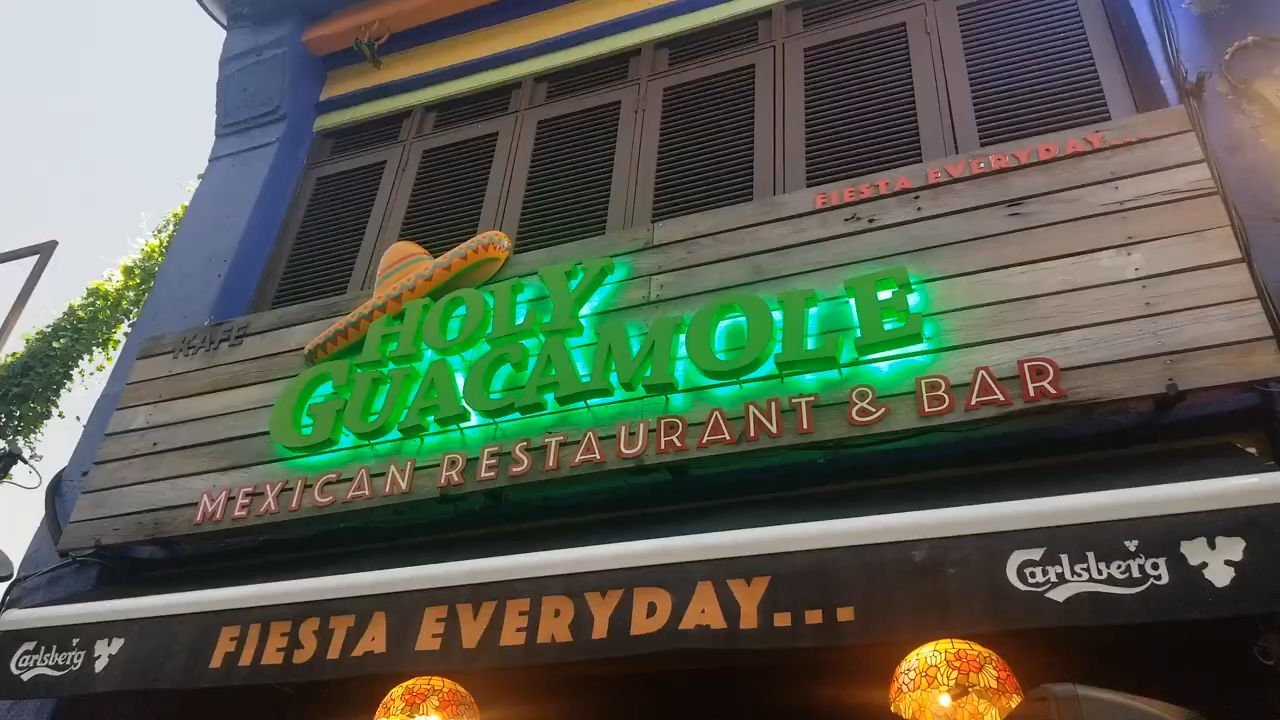 FIESTA EVERYDAY...
KAFE
HOLY
GUACAMOLE
MEXICAN RESTAURANT & BAR
Carlsberg
FIESTA EVERYDAY...
Carlsberg